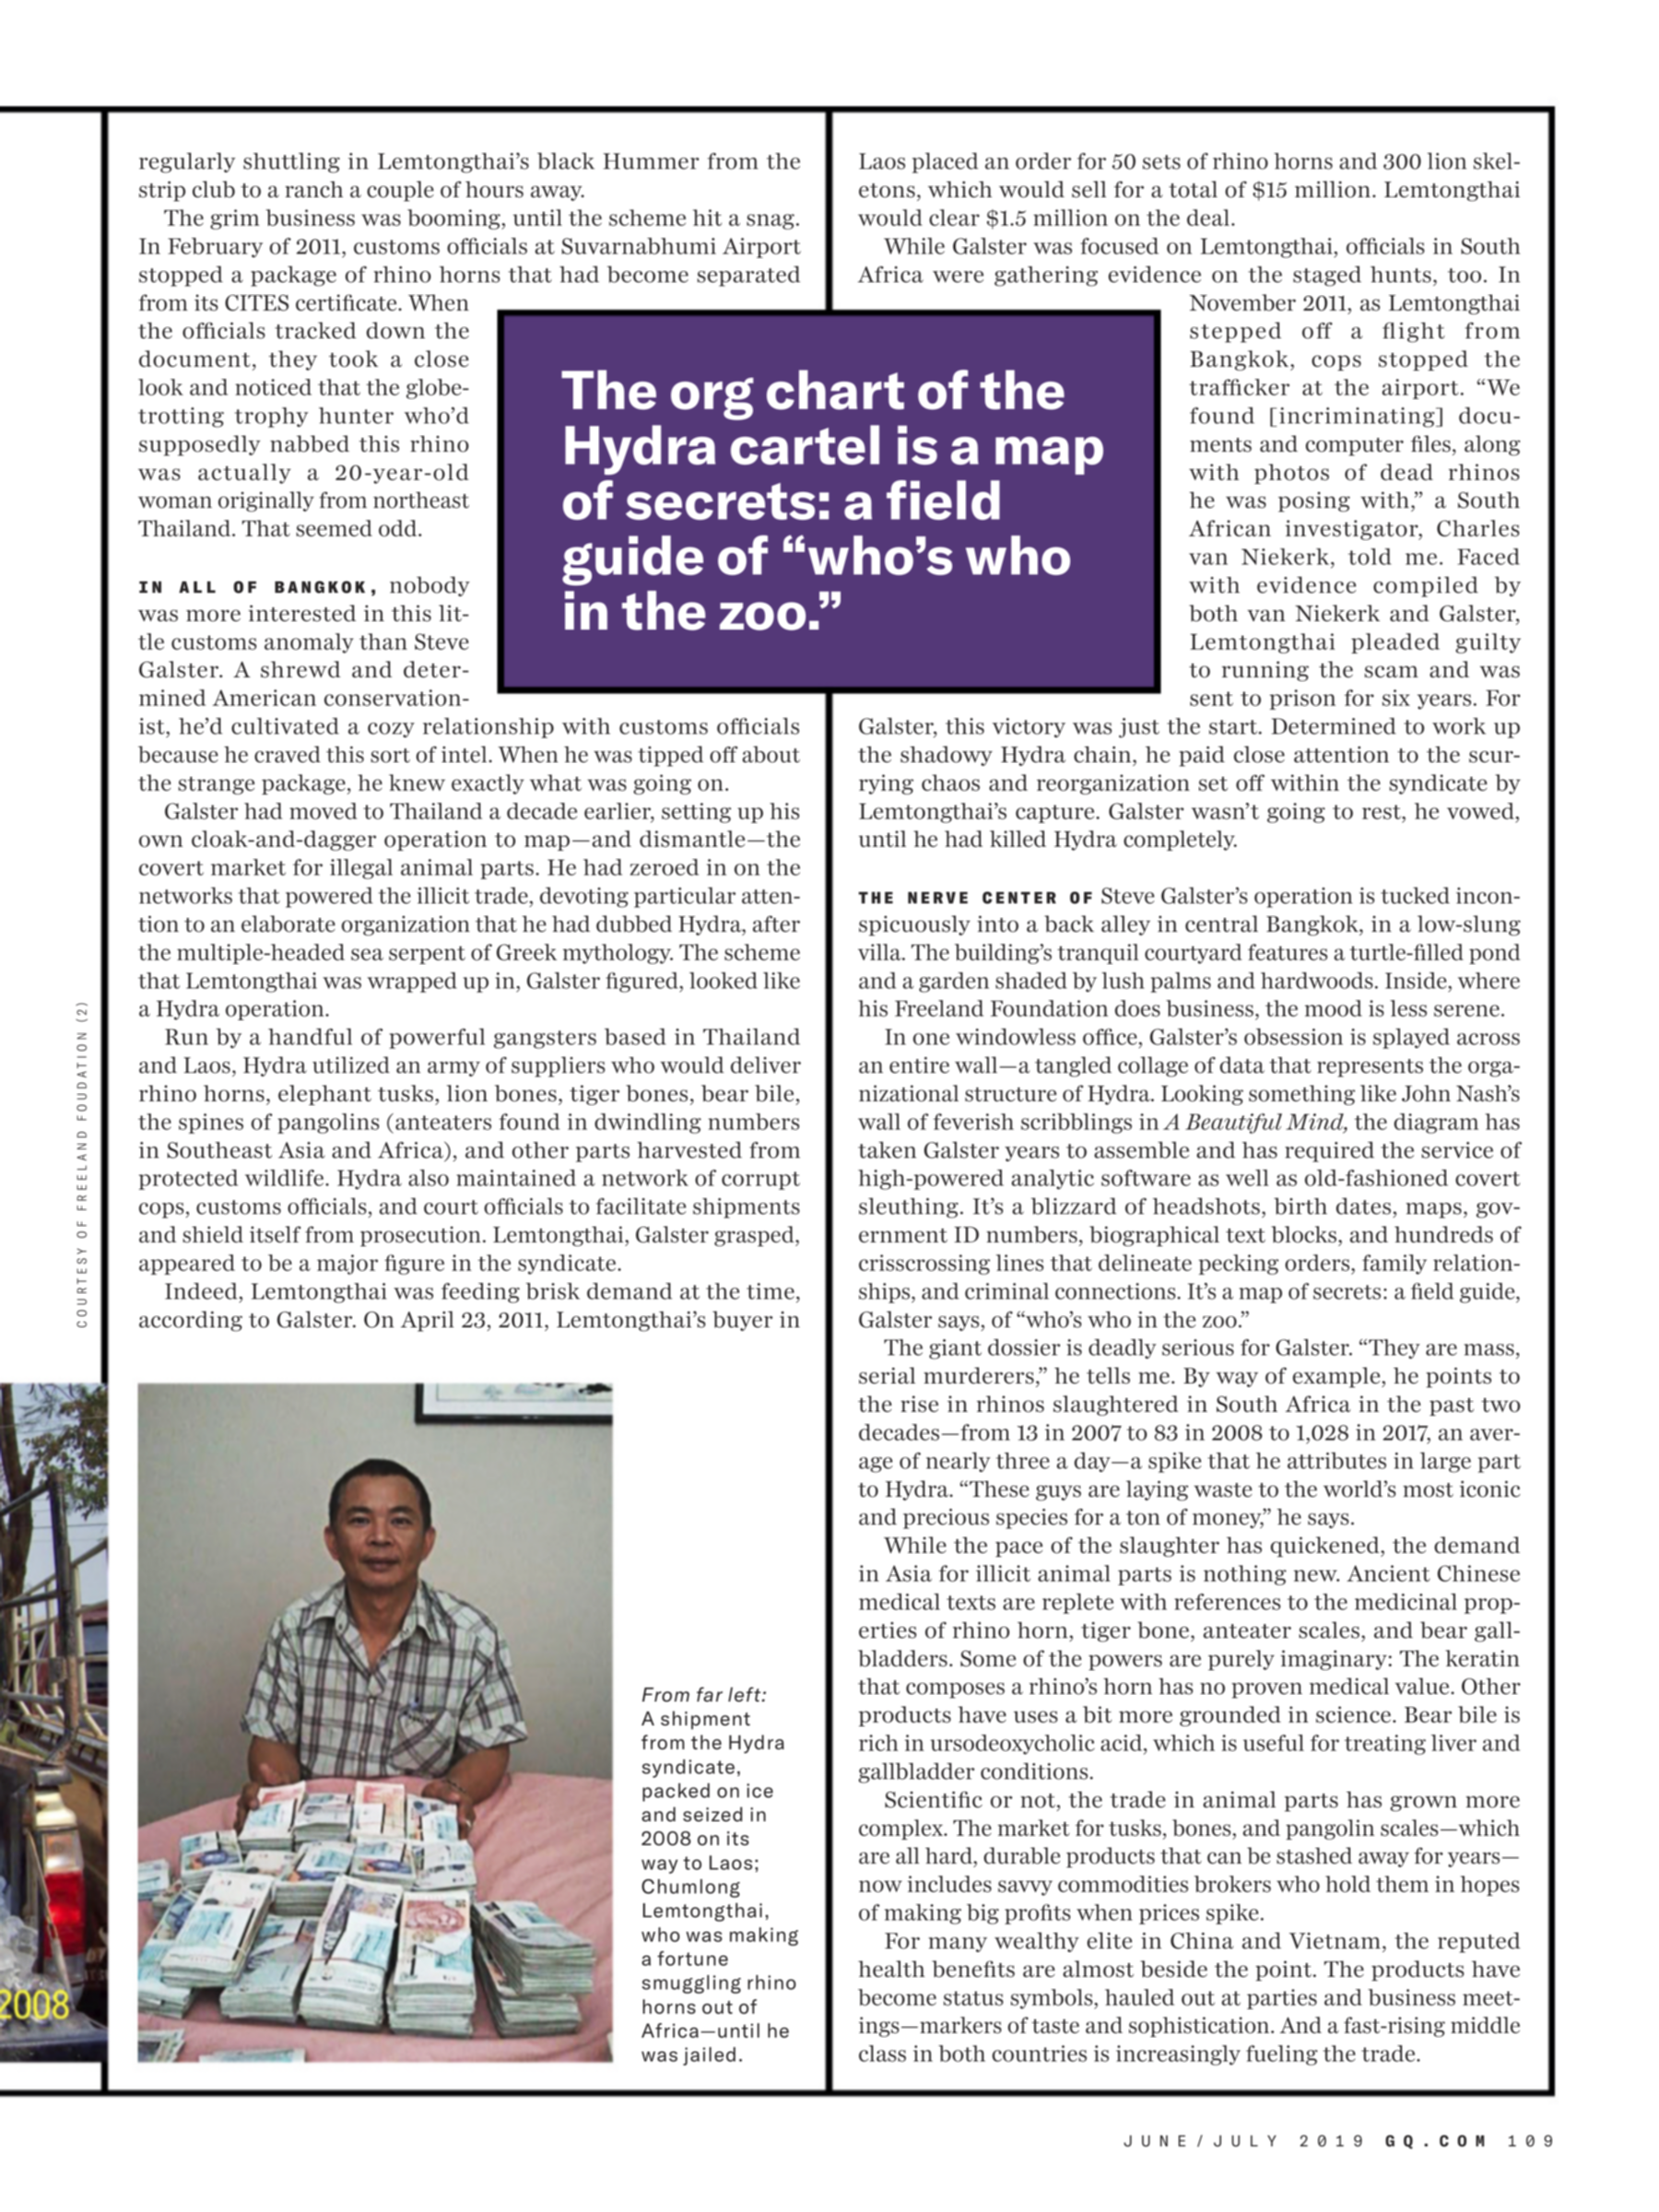 regularly shuttling in Lemtongthai’s black Hummer from the
strip club to a ranch a couple of hours away.
The grim business was booming, until the scheme hit a snag.
In February of 2011, customs officials at Suvarnabhumi Airport
stopped a package of rhino horns that had become separated
from its CITES certificate. When
the officials tracked down the
document, they took a close
look and noticed that the globe-
trotting trophy hunter who’d
supposedly nabbed this rhino
was actually a 20-year-old
woman originally from northeast
Thailand. That seemed odd.
IN ALL OF BANGKOK, nobody
was more interested in this lit-
tle customs anomaly than Steve
Galster. A shrewd and deter-
mined American conservation-
ist, he’d cultivated a cozy relationship with customs officials
because he craved this sort of intel. When he was tipped off about
the strange package, he knew exactly what was going on.
Galster had moved to Thailand a decade earlier, setting up his
own cloak-and-dagger operation to map—and dismantle—the
covert market for illegal animal parts. He had zeroed in on the
networks that powered the illicit trade, devoting particular atten-
tion to an elaborate organization that he had dubbed Hydra, after
the multiple-headed sea serpent of Greek mythology. The scheme
that Lemtongthai was wrapped up in, Galster figured, looked like
a Hydra operation.
Run by a handful of powerful gangsters based in Thailand
and Laos, Hydra utilized an army of suppliers who would deliver
rhino horns, elephant tusks, lion bones, tiger bones, bear bile,
the spines of pangolins (anteaters found in dwindling numbers
in Southeast Asia and Africa), and other parts harvested from
protected wildlife. Hydra also maintained a network of corrupt
cops, customs officials, and court officials to facilitate shipments
and shield itself from prosecution. Lemtongthai, Galster grasped,
appeared to be a major figure in the syndicate.
Indeed, Lemtongthai was feeding brisk demand at the time,
according to Galster. On April 23, 2011, Lemtongthai’s buyer in
The org chart of the
Hydra cartel is a map
of secrets: a field
guide of “who’s who
in the zoo.”
Laos placed an order for 50 sets of rhino horns and 300 lion skel-
etons, which would sell for a total of $15 million. Lemtongthai
would clear $1.5 million on the deal.
While Galster was focused on Lemtongthai, officials in South
Africa were gathering evidence on the staged hunts, too. In
November 2011, as Lemtongthai
stepped off a flight from
Bangkok, cops stopped the
trafficker at the airport. “We
found [incriminating] docu-
ments and computer files, along
with photos of dead rhinos
he was posing with,” a South
African investigator, Charles
van Niekerk, told me. Faced
with evidence compiled by
both van Niekerk and Galster,
Lemtongthai pleaded guilty
to running the scam and was
sent to prison for six years. For
Galster, this victory was just the start. Determined to work up
the shadowy Hydra chain, he paid close attention to the scur-
rying chaos and reorganization set off within the syndicate by
Lemtongthai’s capture. Galster wasn’t going to rest, he vowed,
until he had killed Hydra completely.
THE NERVE CENTER OF Steve Galster’s operation is tucked incon-
spicuously into a back alley in central Bangkok, in a low-slung
villa. The building’s tranquil courtyard features a turtle-filled pond
and a garden shaded by lush palms and hardwoods. Inside, where
his Freeland Foundation does business, the mood is less serene.
In one windowless office, Galster’s obsession is splayed across
an entire wall—a tangled collage of data that represents the orga-
nizational structure of Hydra. Looking something like John Nash’s
wall of feverish scribblings in A Beautiful Mind, the diagram has
taken Galster years to assemble and has required the service of
high-powered analytic software as well as old-fashioned covert
sleuthing. It’s a blizzard of headshots, birth dates, maps, gov-
ernment ID numbers, biographical text blocks, and hundreds of
crisscrossing lines that delineate pecking orders, family relation-
ships, and criminal connections. It’s a map of secrets: a field guide,
Galster says, of “who’s who in the zoo.”
The giant dossier is deadly serious for Galster. “They are mass,
serial murderers,” he tells me. By way of example, he points to
the rise in rhinos slaughtered in South Africa in the past two
decades—from 13 in 2007 to 83 in 2008 to 1,028 in 2017, an aver-
age of nearly three a day—a spike that he attributes in large part
to Hydra. “These guys are laying waste to the world’s most iconic
and precious species for a ton of money,” he says.
While the pace of the slaughter has quickened, the demand
in Asia for illicit animal parts is nothing new. Ancient Chinese
medical texts are replete with references to the medicinal prop-
erties of rhino horn, tiger bone, anteater scales, and bear gall-
bladders. Some of the powers are purely imaginary: The keratin
that composes a rhino’s horn has no proven medical value. Other
products have uses a bit more grounded in science. Bear bile is
rich in ursodeoxycholic acid, which is useful for treating liver and
gallbladder conditions.
Scientific or not, the trade in animal parts has grown more
complex. The market for tusks, bones, and pangolin scales—which
are all hard, durable products that can be stashed away for years—
now includes savvy commodities brokers who hold them in hopes
of making big profits when prices spike.
For many wealthy elite in China and Vietnam, the reputed
health benefits are almost beside the point. The products have
become status symbols, hauled out at parties and business meet-
ings—markers of taste and sophistication. And a fast-rising middle
class in both countries is increasingly fueling the trade.
COURTESY OF FREELAND FOUDATION (2)
2008
From far left:
A shipment
from the Hydra
syndicate,
packed on ice
and seized in
2008 on its
way to Laos;
Chumlong
Lemtongthai,
who was making
a fortune
smuggling rhino
horns out of
Africa—until he
was jailed.
JUNE/JULY 2019 GQ.COM 109